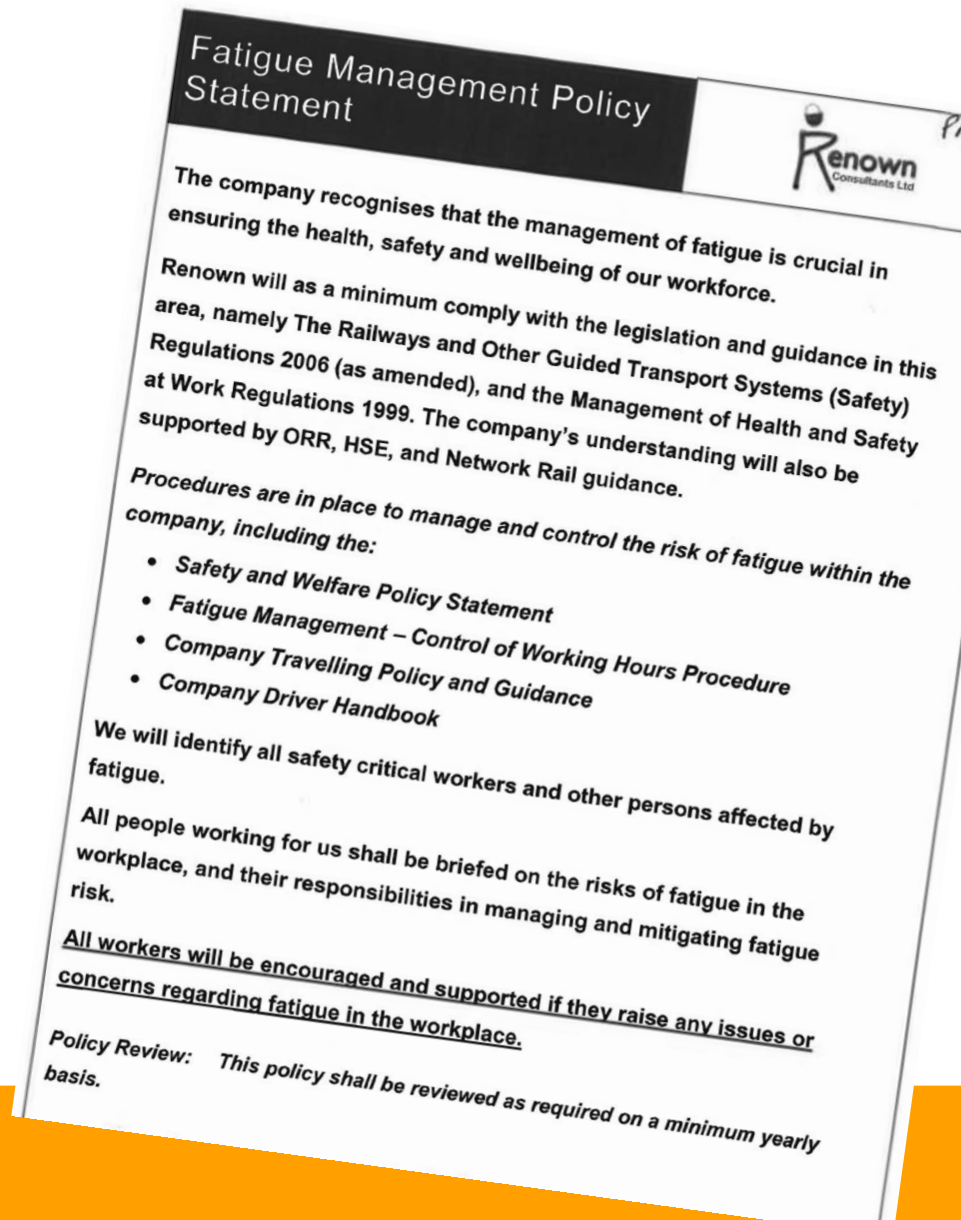 Fatigue Management Policy
Statement
Renown
Consultants Ltd
The company recognises that the management of fatigue is crucial in
ensuring the health, safety and wellbeing of our workforce.
Renown will as a minimum comply with the legislation and guidance in this
area, namely The Railways and Other Guided Transport Systems (Safety)
Regulations 2006 (as amended), and the Management of Health and Safety
at Work Regulations 1999. The company's understanding will also be
supported by ORR, HSE, and Network Rail guidance.
Procedures are in place to manage and control the risk of fatigue within the
company, including the:
• Safety and Welfare Policy Statement
• Fatigue Management – Control of Working Hours Procedure
• Company Travelling Policy and Guidance
• Company Driver Handbook
We will identify all safety critical workers and other persons affected by
fatigue.
All people working for us shall be briefed on the risks of fatigue in the
workplace, and their responsibilities in managing and mitigating fatigue
risk.
All workers will be encouraged and supported if they raise any issues or
concerns regarding fatigue in the workplace.
Policy Review: This policy shall be reviewed as required on a minimum yearly
basis.